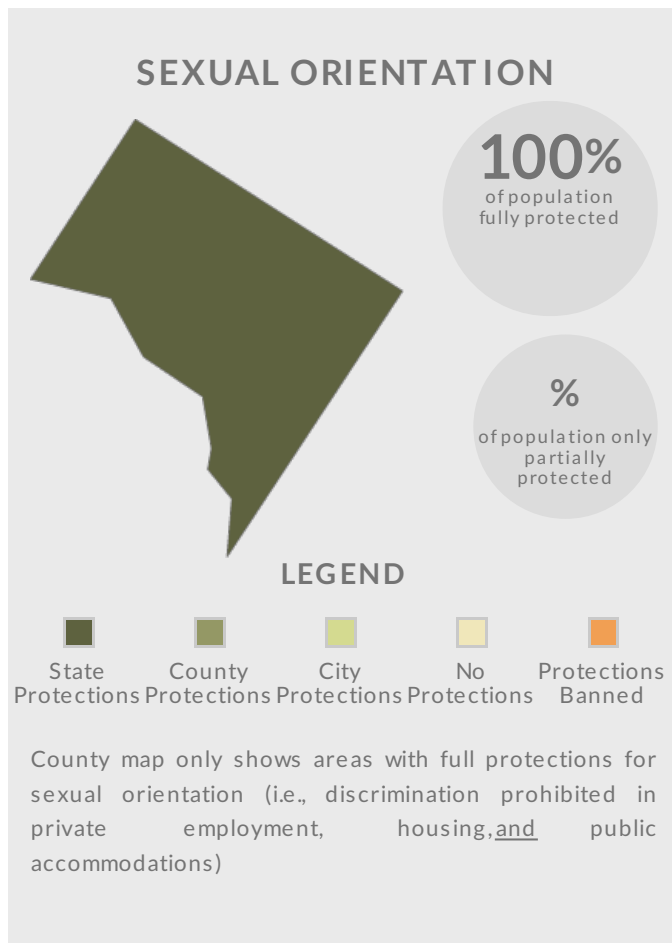 SEXUAL ORIENTATION
100%
of population
fully protected
%
of population only
partially
protected
LEGEND
State
Protections
County
Protections
City
Protections
No
Protections
Protections
Banned
County map only shows areas with full protections for
sexual orientation (i.e., discrimination prohibited in
private employment, housing, and public
accommodations)